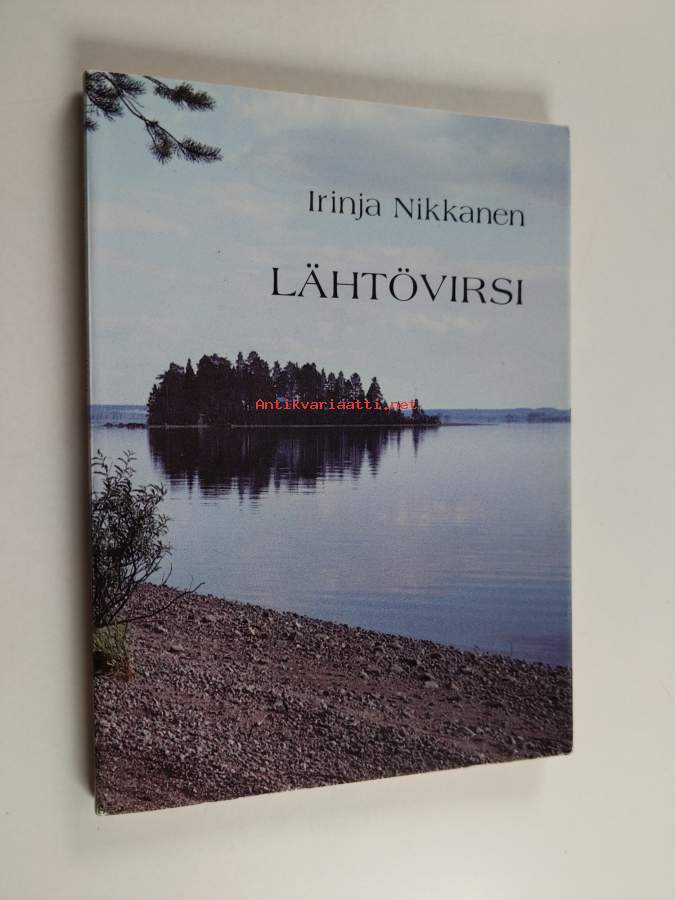 Irinja Nikkanen
LÄHTÖVIRSI
Antikvariaatti.net